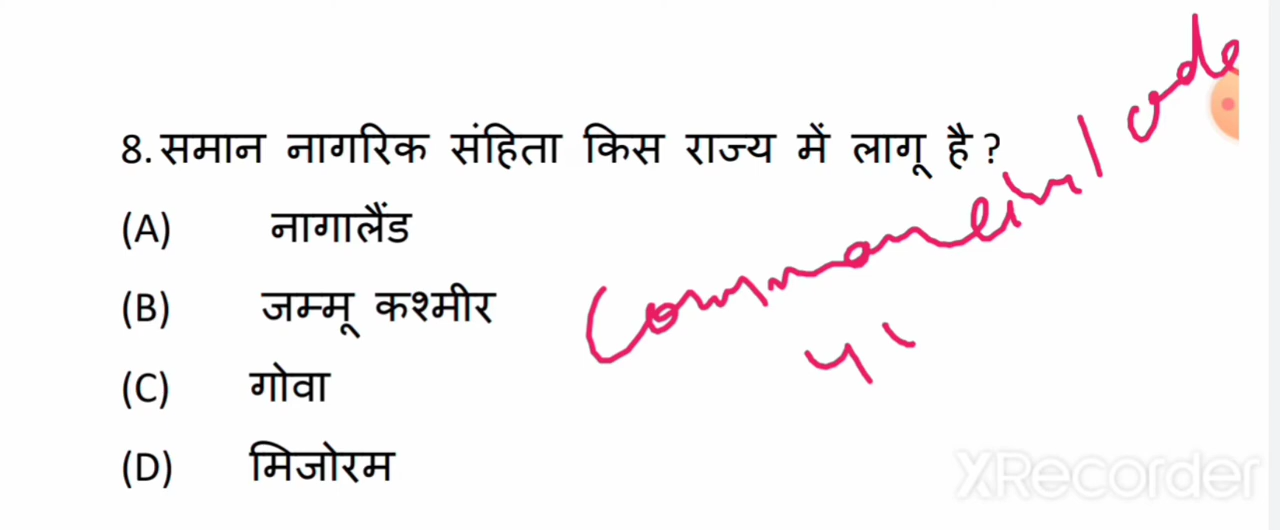 8. समान नागरिक संहिता किस राज्य में लागू है ?
(A) नागालैंड
(B) जम्मू कश्मीर
(C) गोवा
(D) मिजोरम
Common civil code
XRecorder